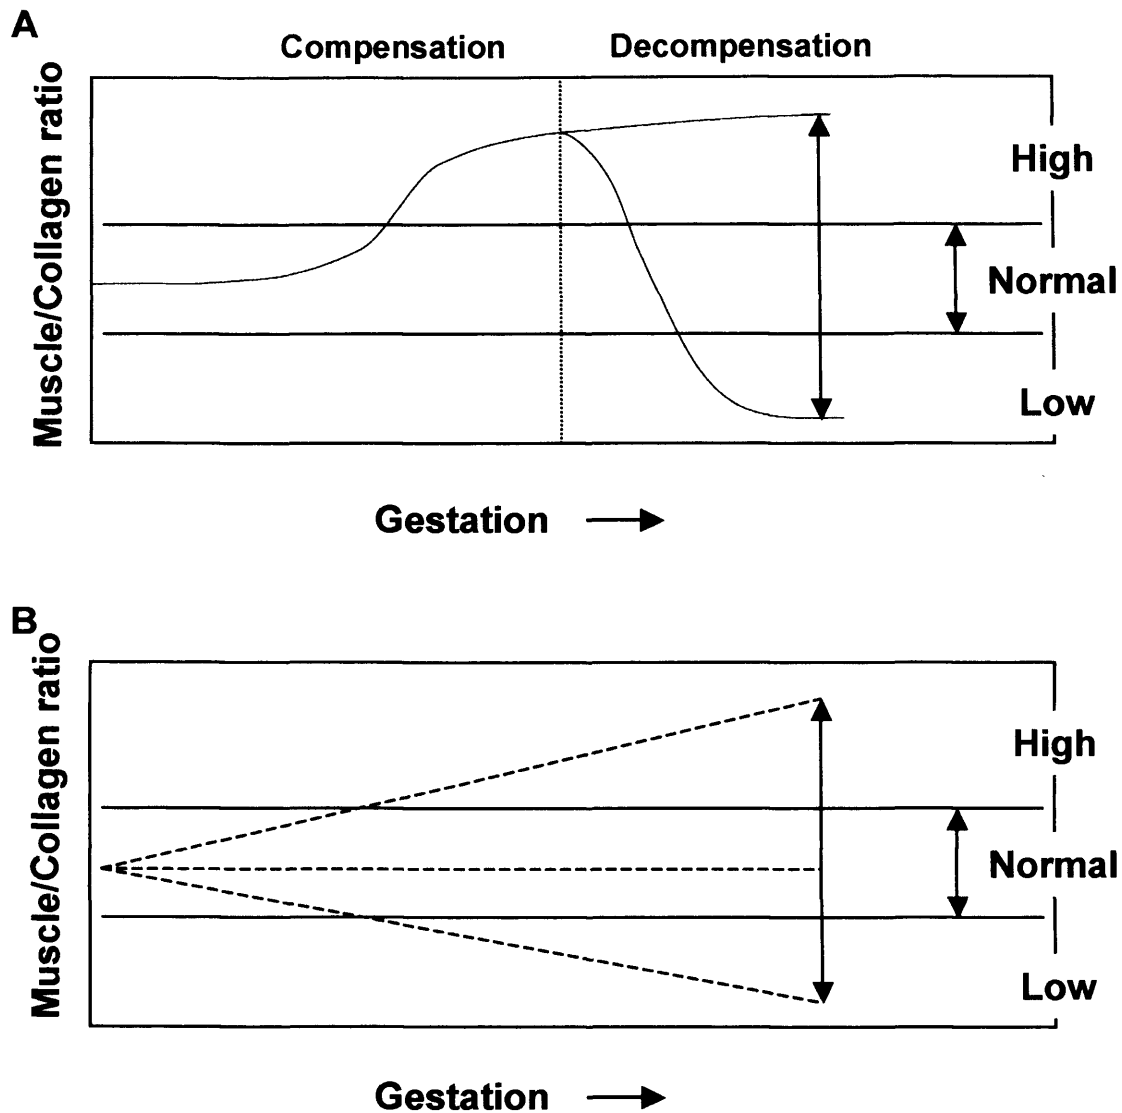 A
Compensation
Decompensation
Muscle/Collagen ratio
High
Normal
Low
Gestation
B
Muscle/Collagen ratio
High
Normal
Low
Gestation